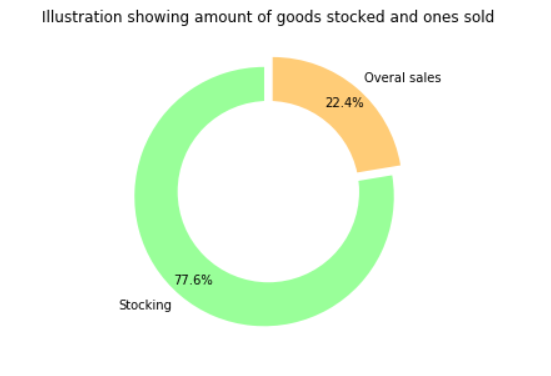 Illustration showing amount of goods stocked and ones sold
Overal sales
22.4%
77.6%
Stocking